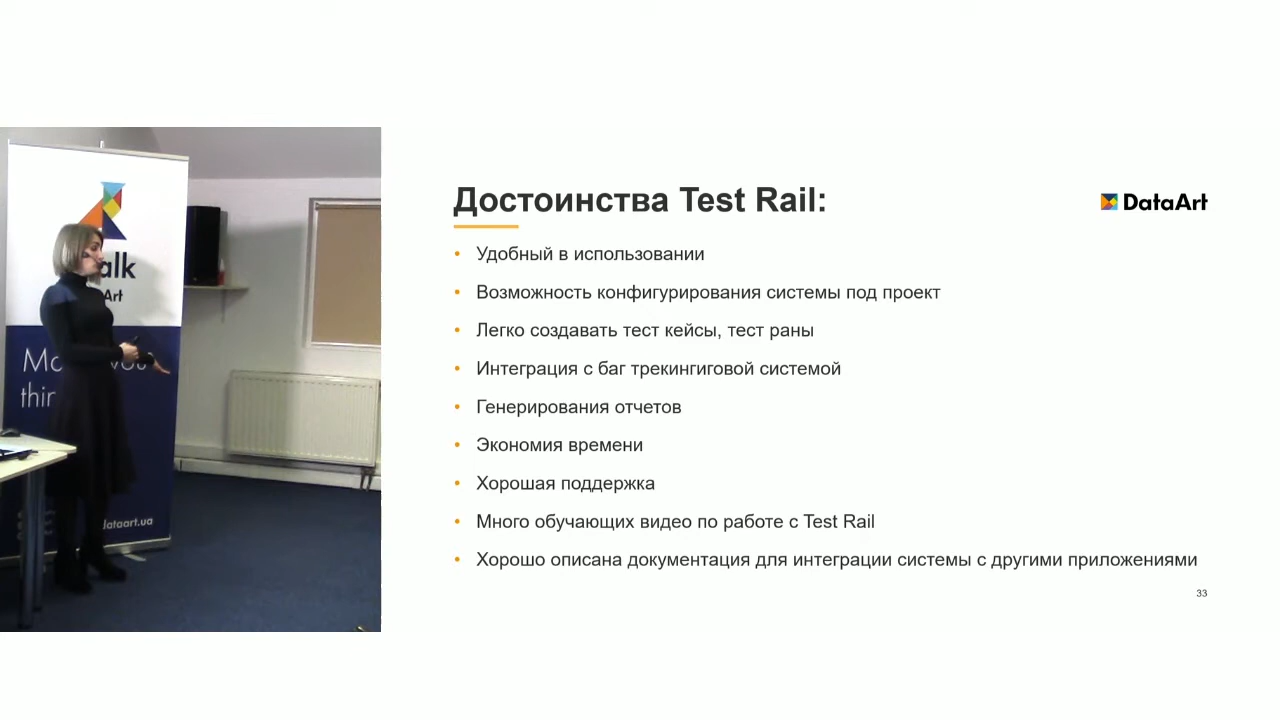 alk
Art
dataart.ua
Достоинства Test Rail:
DataArt
• Удобный в использовании
• Возможность конфигурирования системы под проект
• Легко создавать тест кейсы, тест раны
• Интеграция с баг трекингиговой системой
• Генерирования отчетов
• Экономия времени
• Хорошая поддержка
• Много обучающих видео по работе с Test Rail
• Хорошо описана документация для интеграции системы с другими приложениями
33